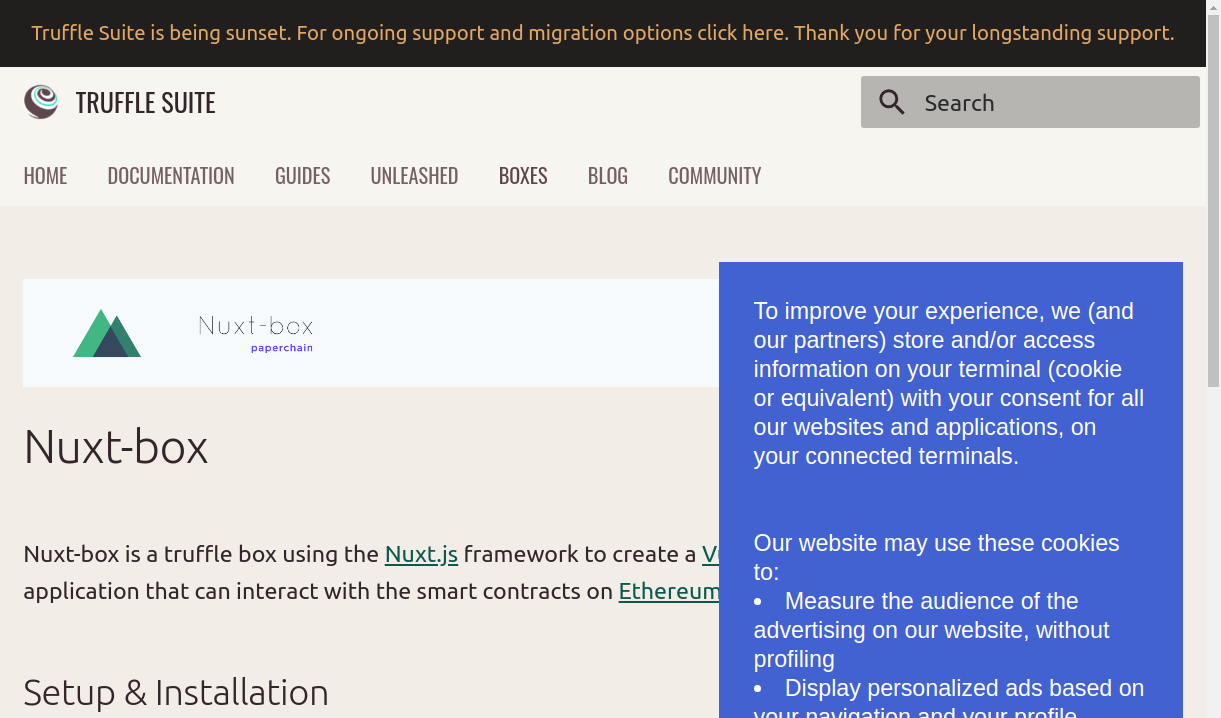 Truffle Suite is being sunset. For ongoing support and migration options click here. Thank you for your longstanding support.
TRUFFLE SUITE
Search
HOME DOCUMENTATION GUIDES UNLEASHED BOXES BLOG COMMUNITY
Nuxt-box
paperchain
Nuxt-box
Nuxt-box is a truffle box using the Nuxt.js framework to create a
application that can interact with the smart contracts on Ethereum
Setup & Installation
To improve your experience, we (and
our partners) store and/or access
information on your terminal (cookie
or equivalent) with your consent for all
our websites and applications, on
your connected terminals.
Our website may use these cookies
to:
• Measure the audience of the
advertising on our website, without
profiling
• Display personalized ads based on
your navigation and your profile